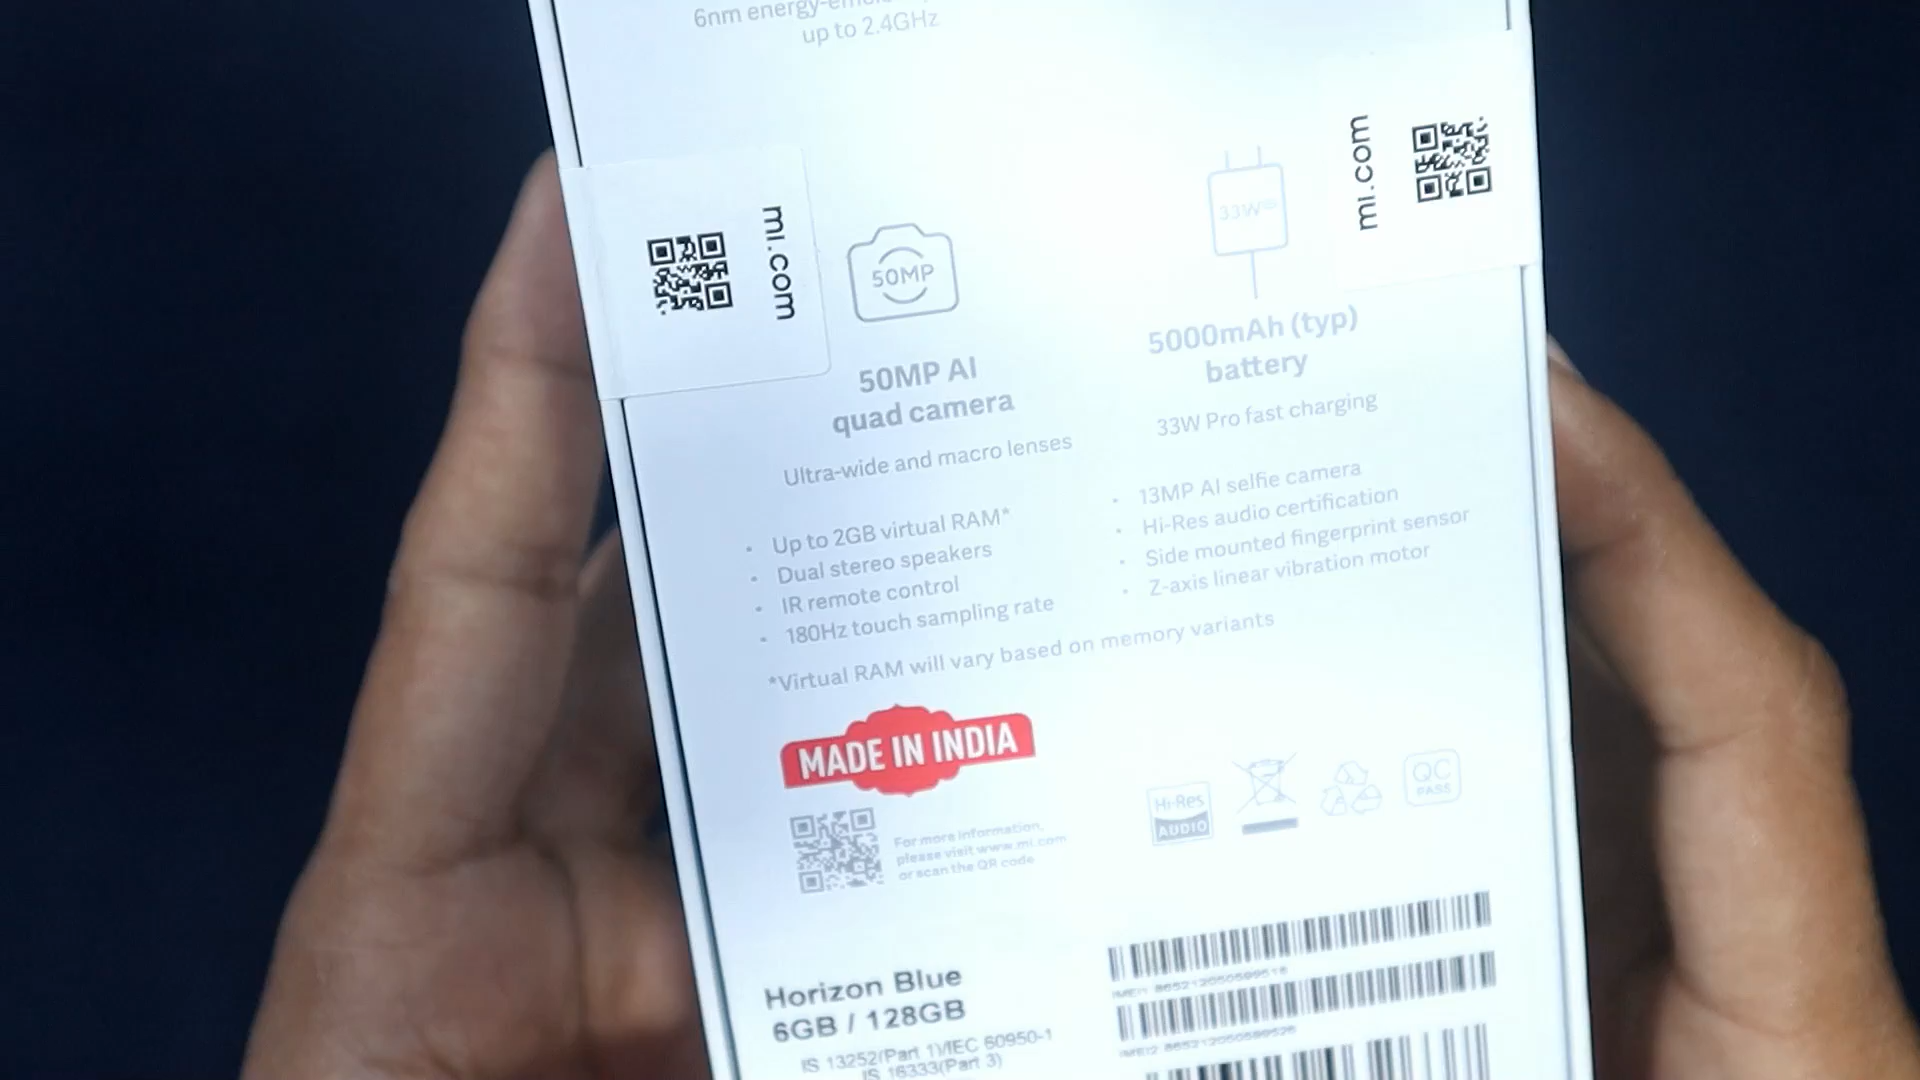 6nm energy-
up to 2.4GHz
mi.com
mi.com
50MP
33W
50MP AI
quad camera
Ultra-wide and macro lenses
5000mAh (typ)
battery
33W Pro fast charging
• Up to 2GB virtual RAM*
• Dual stereo speakers
• IR remote control
• 180Hz touch sampling rate
• 13MP AI selfie camera
• Hi-Res audio certification
• Side mounted fingerprint sensor
• Z-axis linear vibration motor
*Virtual RAM will vary based on memory variants
MADE IN INDIA
For more information,
please visit www.mi.com
or scan the QR code
Hi-Res
AUDIO
QC
PASS
Horizon Blue
6GB / 128GB
IS 13252(Part 1)/IEC 60950-1
IS 16333(Part 3)